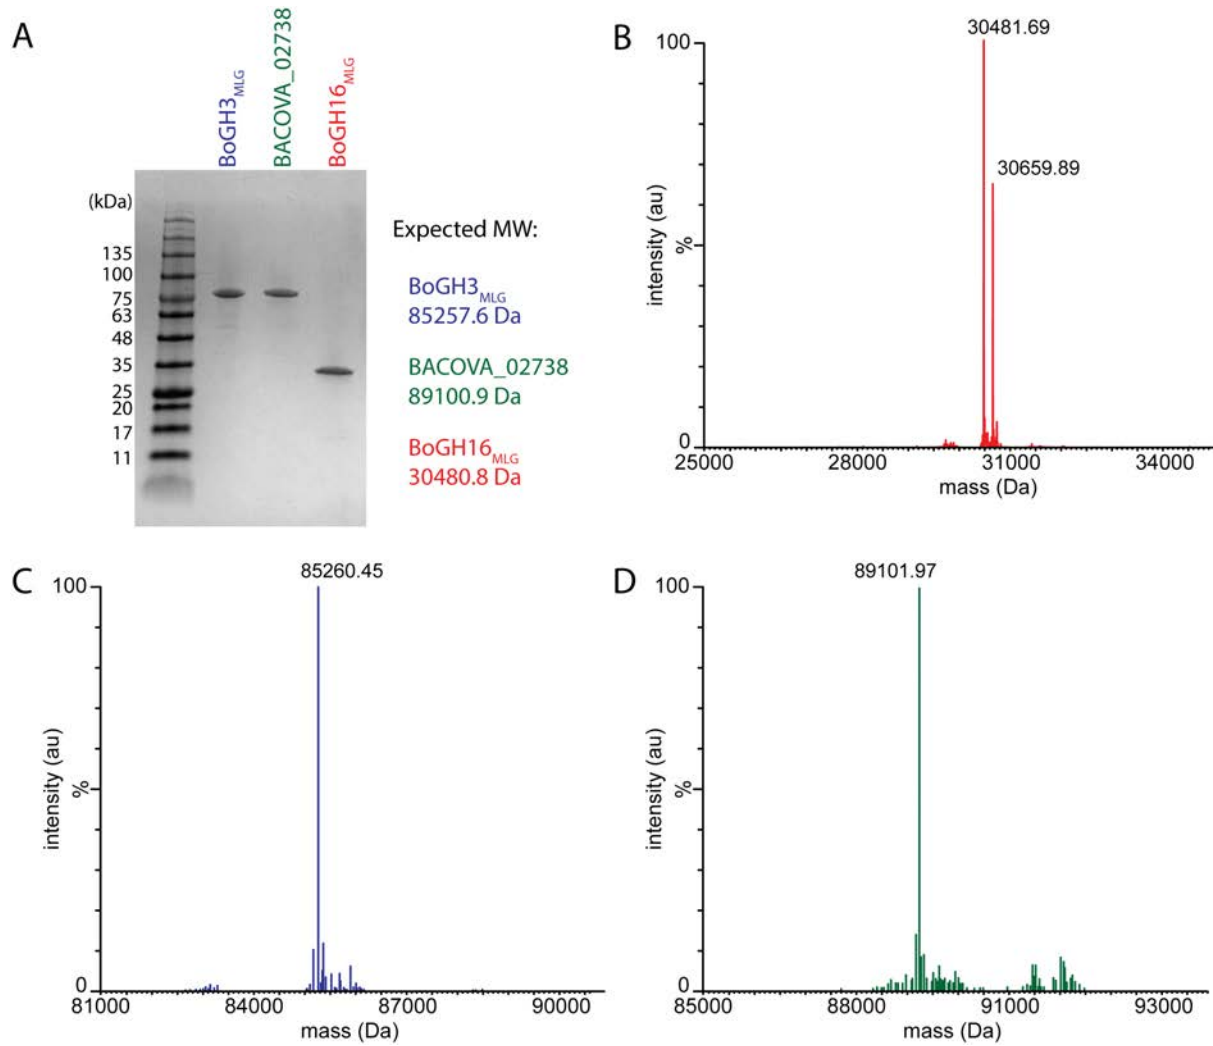 A
BoGH3MLG
BACOVA_02738
BoGH16MLG
(kDa)
135
100
75
63
48
35
25
20
17
11
Expected MW:
BoGH3MLG
85257.6 Da
BACOVA_02738
89100.9 Da
BoGH16MLG
30480.8 Da
B
30481.69
30659.89
100
%
0
intensity (au)
25000 28000 31000 34000
mass (Da)
C
85260.45
100
%
0
intensity (au)
81000 84000 87000 90000
mass (Da)
D
89101.97
100
%
0
intensity (au)
85000 88000 91000 93000
mass (Da)